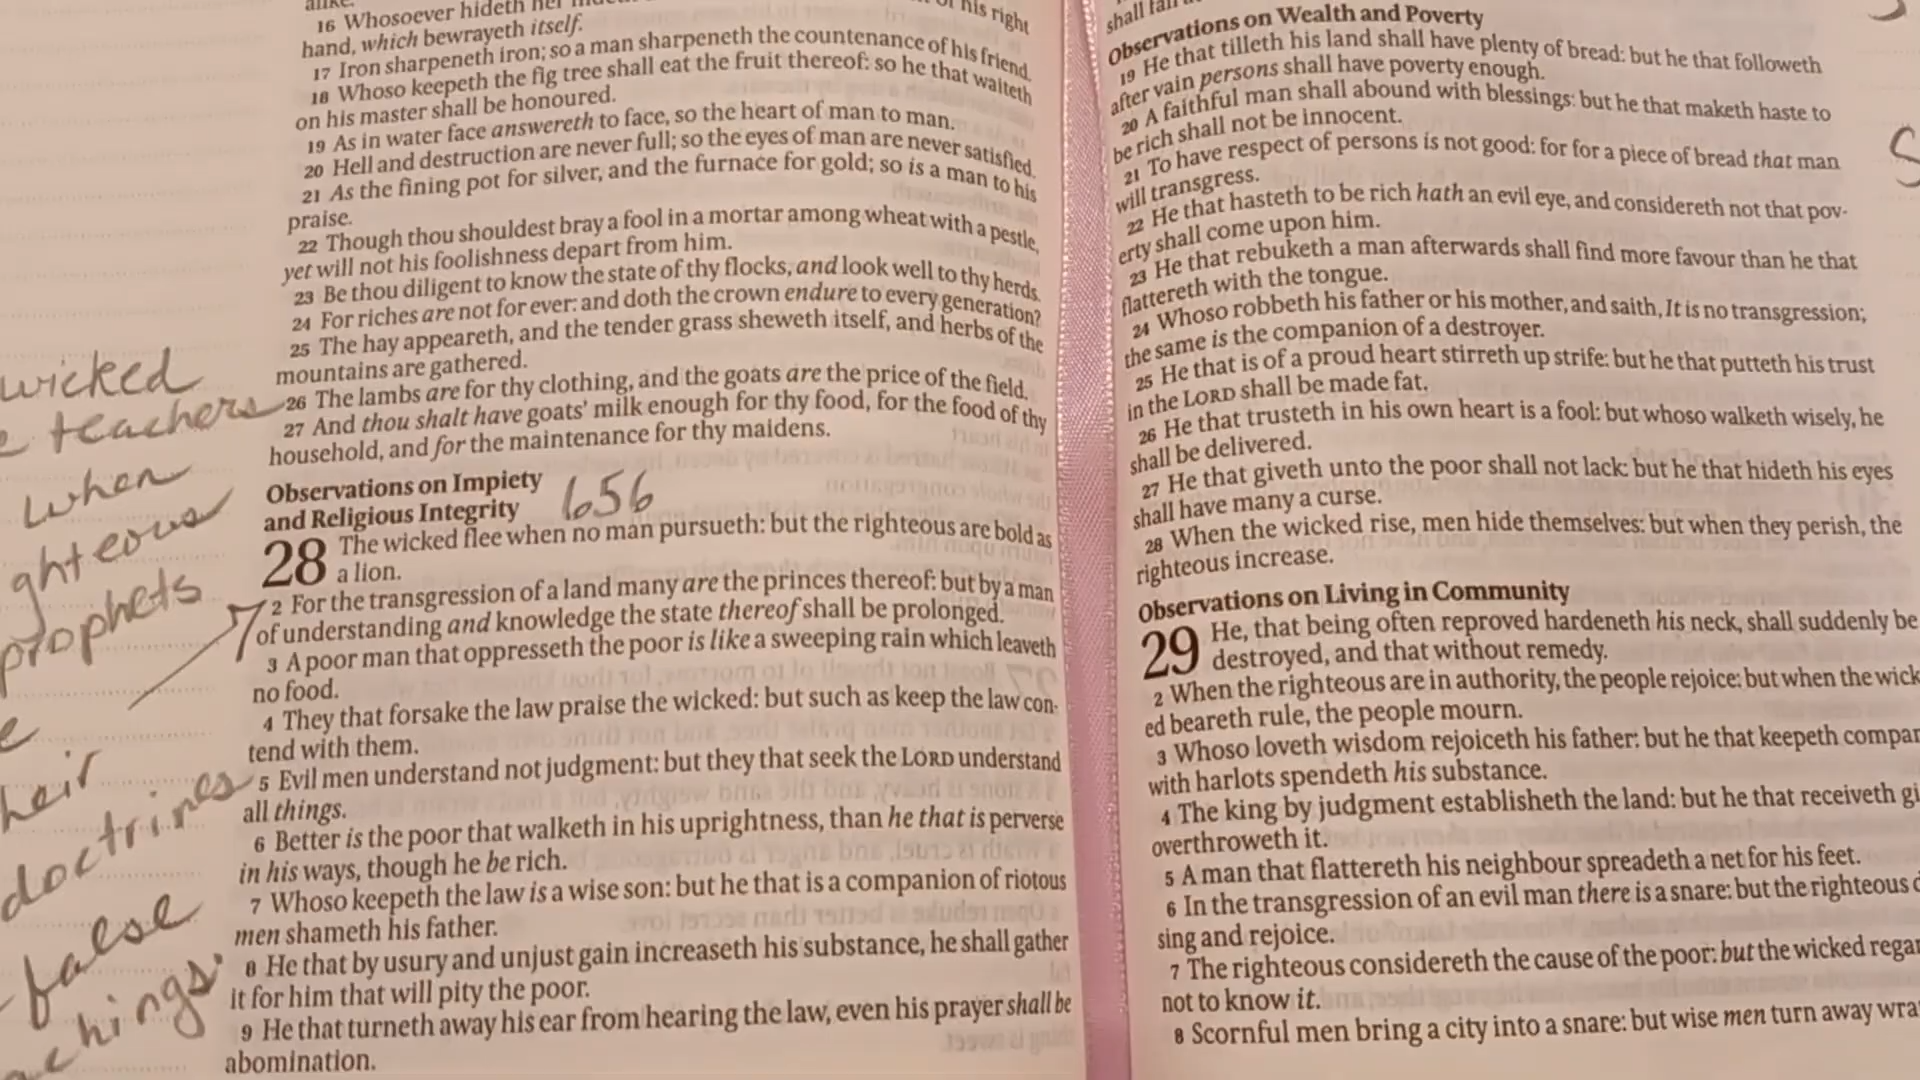 alike.
16 Whosoever hideth her
of his right
hand, which bewrayeth itself.
17 Iron sharpeneth iron; so a man sharpeneth the countenance of his friend.
18 Whoso keepeth the fig tree shall eat the fruit thereof: so he that waiteth
on his master shall be honoured.
19 As in water face answereth to face, so the heart of man to man.
20 Hell and destruction are never full; so the eyes of man are never satisfied.
21 As the fining pot for silver, and the furnace for gold; so is a man to his
praise.
22 Though thou shouldest bray a fool in a mortar among wheat with a pestle,
yet will not his foolishness depart from him.
23 Be thou diligent to know the state of thy flocks, and look well to thy herds.
24 For riches are not for ever: and doth the crown endure to every generation?
25 The hay appeareth, and the tender grass sheweth itself, and herbs of the
mountains are gathered.
26 The lambs are for thy clothing, and the goats are the price of the field.
27 And thou shalt have goats' milk enough for thy food, for the food of thy
household, and for the maintenance for thy maidens.
Observations on Impiety
and Religious Integrity
656
28 The wicked flee when no man pursueth: but the righteous are bold as
a lion.
2 For the transgression of a land many are the princes thereof: but by a man
of understanding and knowledge the state thereof shall be prolonged.
3 A poor man that oppresseth the poor is like a sweeping rain which leaveth
no food.
4 They that forsake the law praise the wicked: but such as keep the law con-
tend with them.
5 Evil men understand not judgment: but they that seek the LORD understand
all things.
6 Better is the poor that walketh in his uprightness, than he that is perverse
in his ways, though he be rich.
7 Whoso keepeth the law is a wise son: but he that is a companion of riotous
men shameth his father.
8 He that by usury and unjust gain increaseth his substance, he shall gather
it for him that will pity the poor.
9 He that turneth away his ear from hearing the law, even his prayer shall be
abomination.
wicked
teachers
when
ghteous
prophets
heir
doctrines
false
achings
shall fall
Observations on Wealth and Poverty
19 He that tilleth his land shall have plenty of bread: but he that followeth
after vain persons shall have poverty enough.
20 A faithful man shall abound with blessings: but he that maketh haste to
be rich shall not be innocent.
21 To have respect of persons is not good: for for a piece of bread that man
will transgress.
22 He that hasteth to be rich hath an evil eye, and considereth not that pov-
erty shall come upon him.
23 He that rebuketh a man afterwards shall find more favour than he that
flattereth with the tongue.
24 Whoso robbeth his father or his mother, and saith, It is no transgression;
the same is the companion of a destroyer.
25 He that is of a proud heart stirreth up strife: but he that putteth his trust
in the LORD shall be made fat.
26 He that trusteth in his own heart is a fool: but whoso walketh wisely, he
shall be delivered.
27 He that giveth unto the poor shall not lack: but he that hideth his eyes
shall have many a curse.
28 When the wicked rise, men hide themselves: but when they perish, the
righteous increase.
Observations on Living in Community
29 He, that being often reproved hardeneth his neck, shall suddenly be
destroyed, and that without remedy.
2 When the righteous are in authority, the people rejoice: but when the wick
ed beareth rule, the people mourn.
3 Whoso loveth wisdom rejoiceth his father: but he that keepeth compan
with harlots spendeth his substance.
4 The king by judgment establisheth the land: but he that receiveth gi
overthroweth it.
5 A man that flattereth his neighbour spreadeth a net for his feet.
6 In the transgression of an evil man there is a snare: but the righteous d
sing and rejoice.
7 The righteous considereth the cause of the poor: but the wicked regar
not to know it.
8 Scornful men bring a city into a snare: but wise men turn away wra